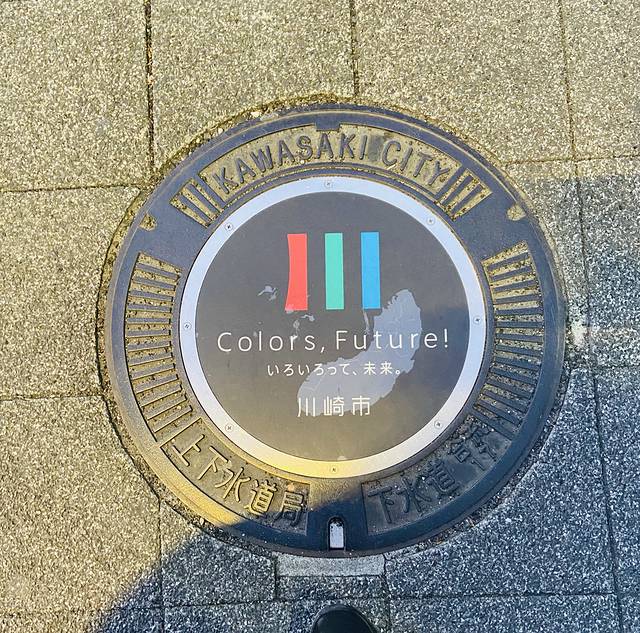 KAWASAKI CITY
Colors, Future!
いろいろって、未来。
川崎市
上下水道局
下水道